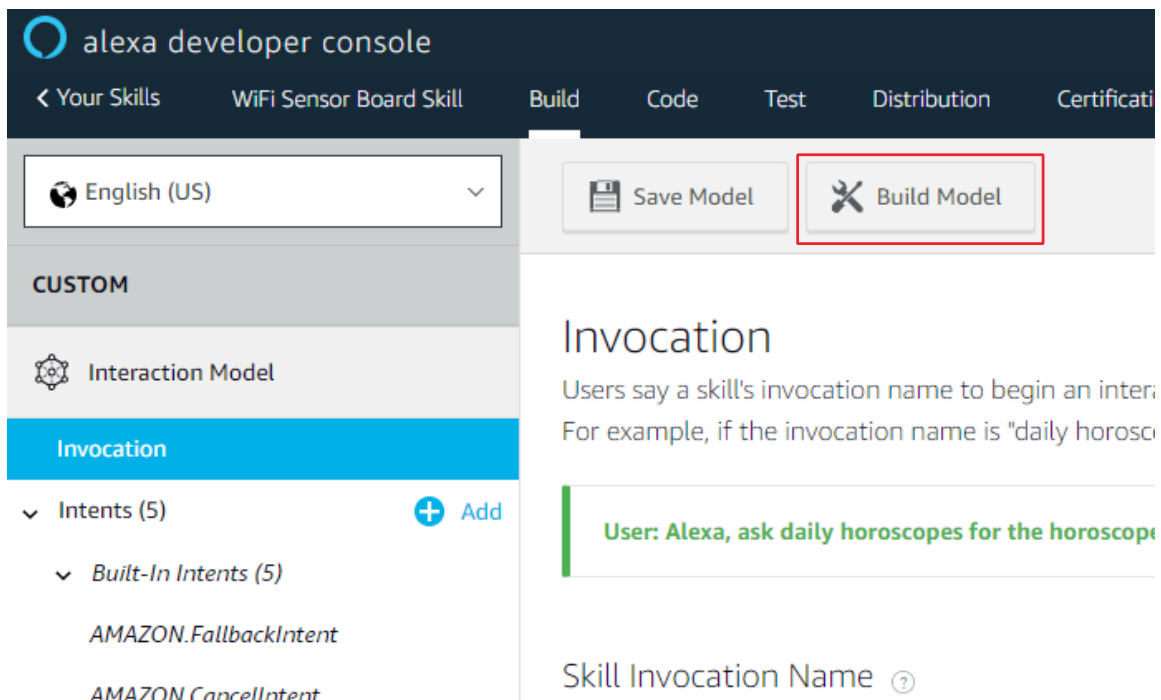 alexa developer console
Your Skills WiFi Sensor Board Skill Build Code Test Distribution Certificati
English (US)
Save Model Build Model
CUSTOM
Interaction Model
Invocation
Intents (5) Add
Built-In Intents (5)
AMAZON.FallbackIntent
AMAZON.CancelIntent
Invocation
Users say a skill's invocation name to begin an intera
For example, if the invocation name is "daily horosc
User: Alexa, ask daily horoscopes for the horoscope
Skill Invocation Name ?